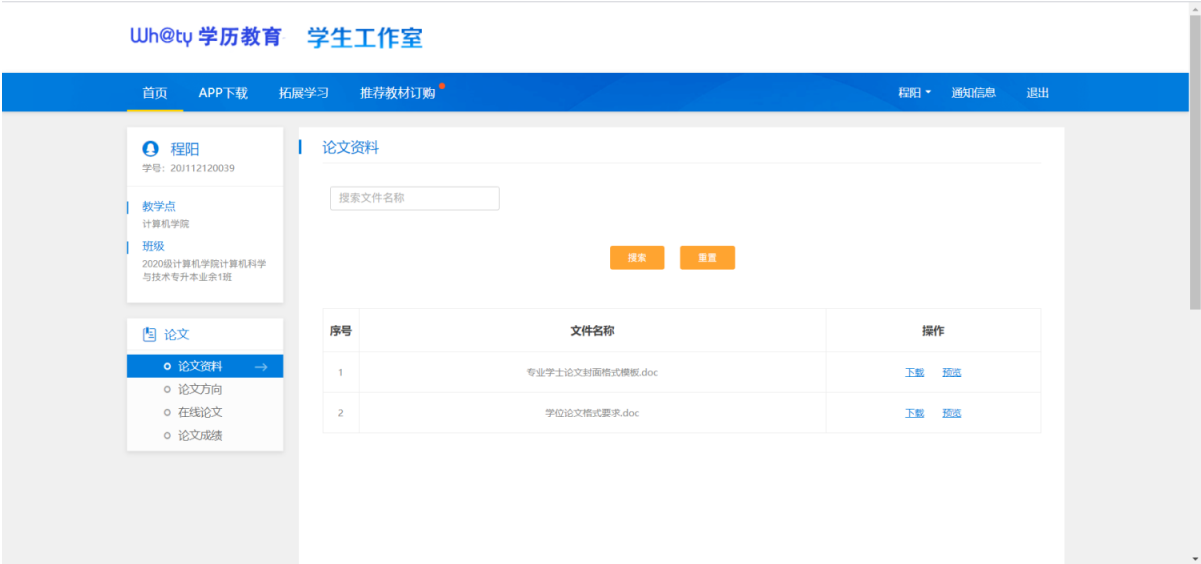 Wh@ty 学历教育 学生工作室
首页 APP下载 拓展学习 推荐教材订购 程阳 通知信息 退出
程阳
学号：20J112120039
教学点
计算机学院
班级
2020级计算机学院计算机科学
与技术专升本业余1班
论文
论文资料
论文方向
在线论文
论文成绩
论文资料
搜索文件名称
搜索 重置
序号 文件名称 操作
1 专业学士论文封面格式模板.doc 下载 预览
2 学位论文格式要求.doc 下载 预览